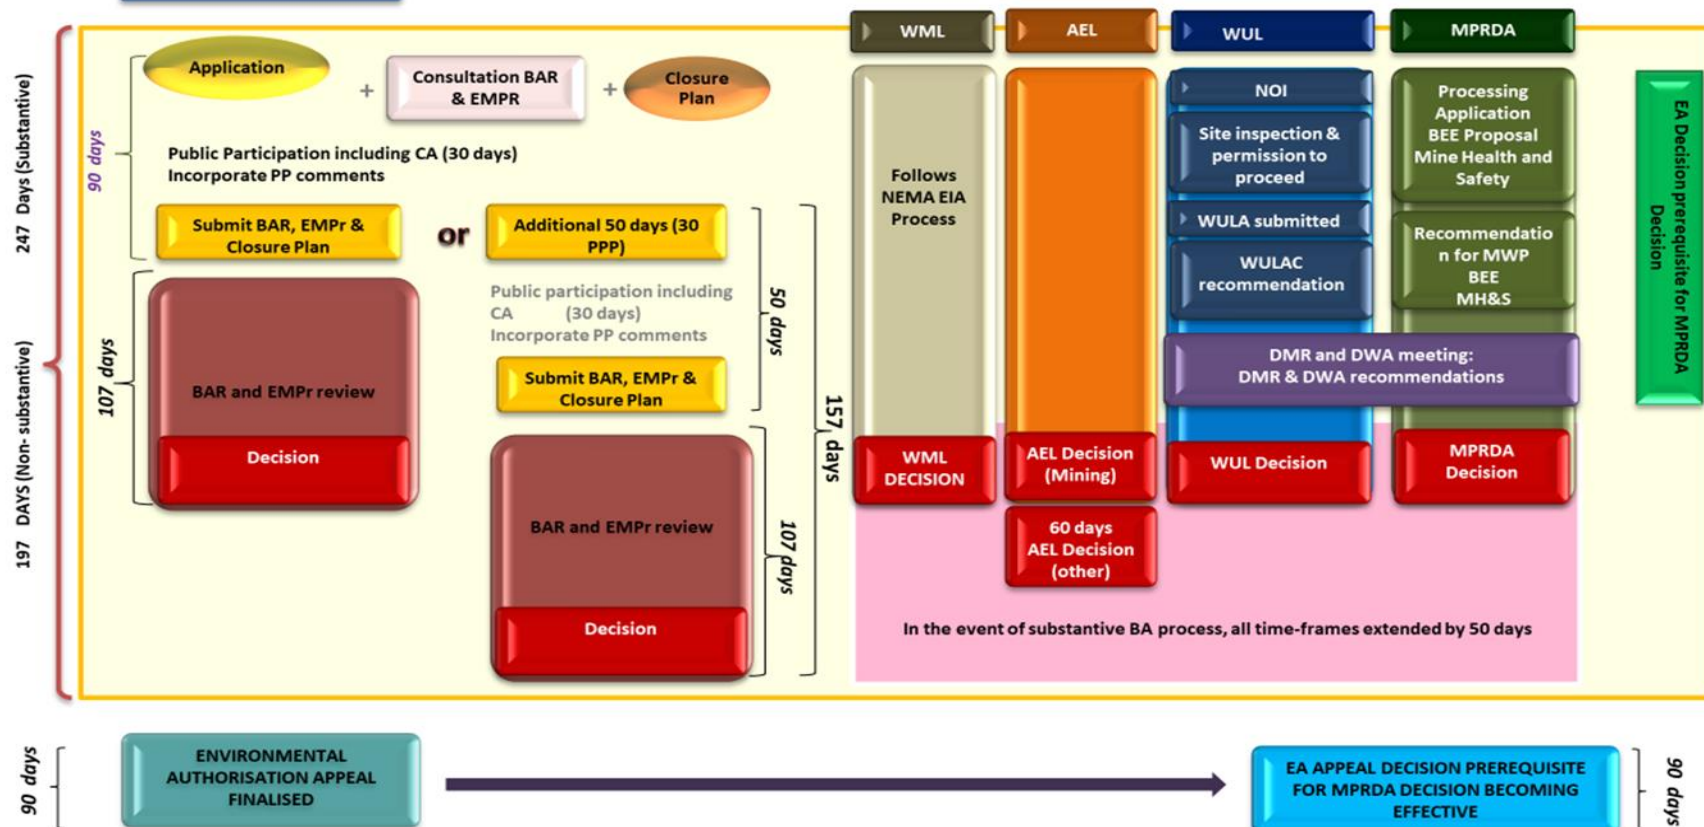 WML
AEL
WUL
MPRDA
247 Days (Substantive)
197 DAYS (Non- substantive)
90 days
Application
+
Consultation BAR
& EMPR
+
Closure
Plan
Public Participation including CA (30 days)
Incorporate PP comments
Submit BAR, EMPr &
Closure Plan
or
Additional 50 days (30
PPP)
107 days
BAR and EMPr review
Decision
Public participation including
CA (30 days)
Incorporate PP comments
50 days
Submit BAR, EMPr &
Closure Plan
157, days
BAR and EMPr review
107 days
Decision
Follows
NEMA EIA
Process
WML
DECISION
AEL Decision
(Mining)
60 days
AEL Decision
(other)
NOI
Site inspection &
permission to
proceed
WULA submitted
WULAC
recommendation
Processing
Application
BEE Proposal
Mine Health and
Safety
Recommendatio
n for MWP
BEE
MH&S
DMR and DWA meeting:
DMR & DWA recommendations
WUL Decision
MPRDA
Decision
EA Decision prerequisite for MPRDA
Decision
In the event of substantive BA process, all time-frames extended by 50 days
90 days
ENVIRONMENTAL
AUTHORISATION APPEAL
FINALISED
EA APPEAL DECISION PREREQUISITE
FOR MPRDA DECISION BECOMING
EFFECTIVE
90 days